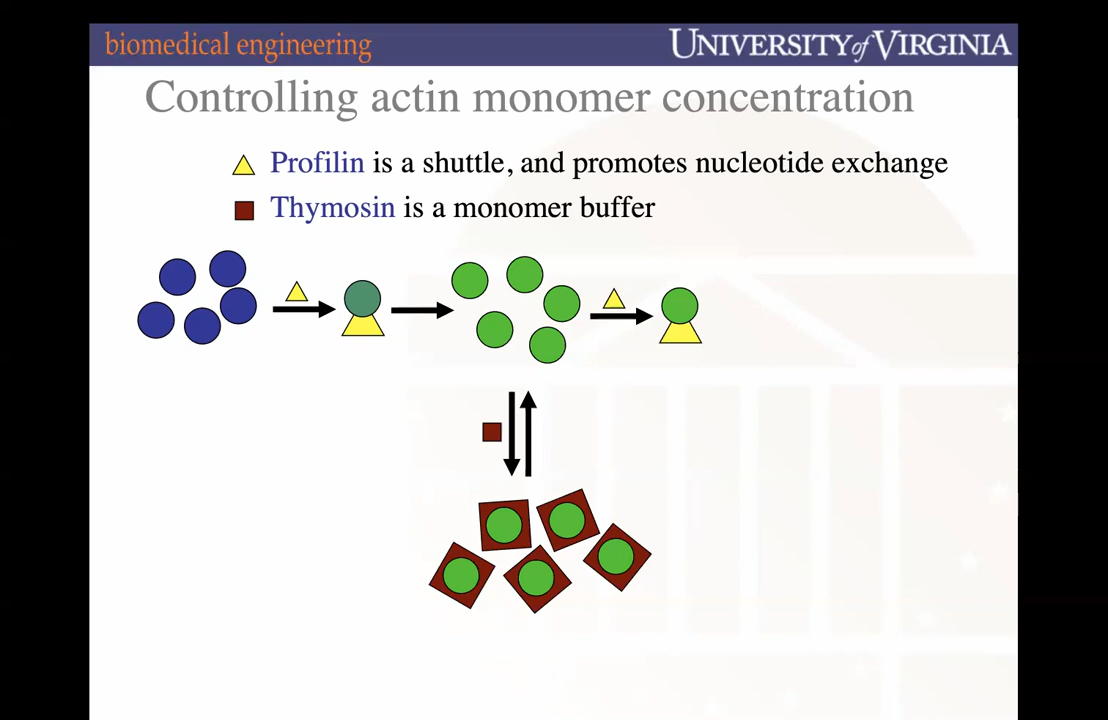 biomedical engineering
UNIVERSITY of VIRGINIA
Controlling actin monomer concentration
Profilin is a shuttle, and promotes nucleotide exchange
Thymosin is a monomer buffer